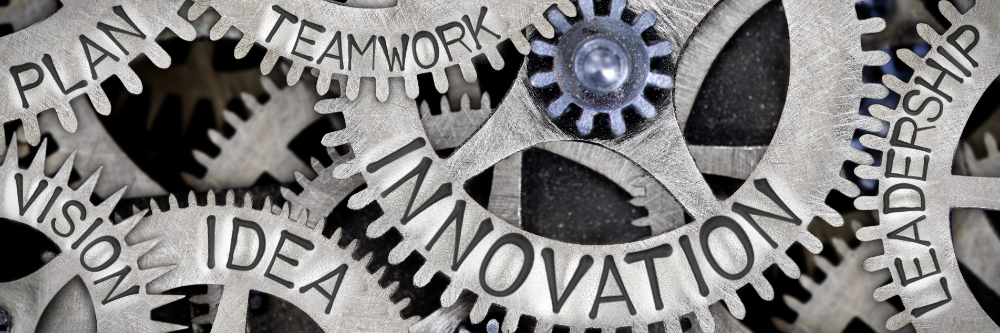 PLAN
TEAMWORK
VISION
IDEA
INNOVATION
LEADERSHIP